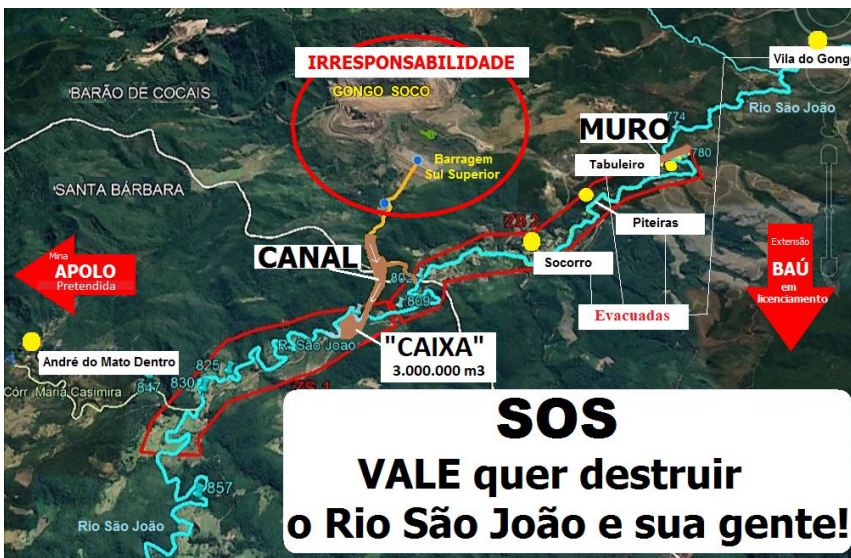 IRRESPONSABILIDADE
GONGO SOCO
BARÃO DE COCAIS
Vila do Gongo
Rio São João
774
MURO
780
Tabuleiro
Barragem
Sul Superior
SANTA BÁRBARA
ZS 2
Piteiras
Mina
APOLO
Pretendida
CANAL
Socorro
Extensão
BAÚ
em
licenciamento
802
809
Evacuadas
R. São João
"CAIXA"
3.000.000 m3
André do Mato Dentro
825
830
847
Córr. Maria Casimira
ZS 1
857
Rio São João
SOS
VALE quer destruir
o Rio São João e sua gente!